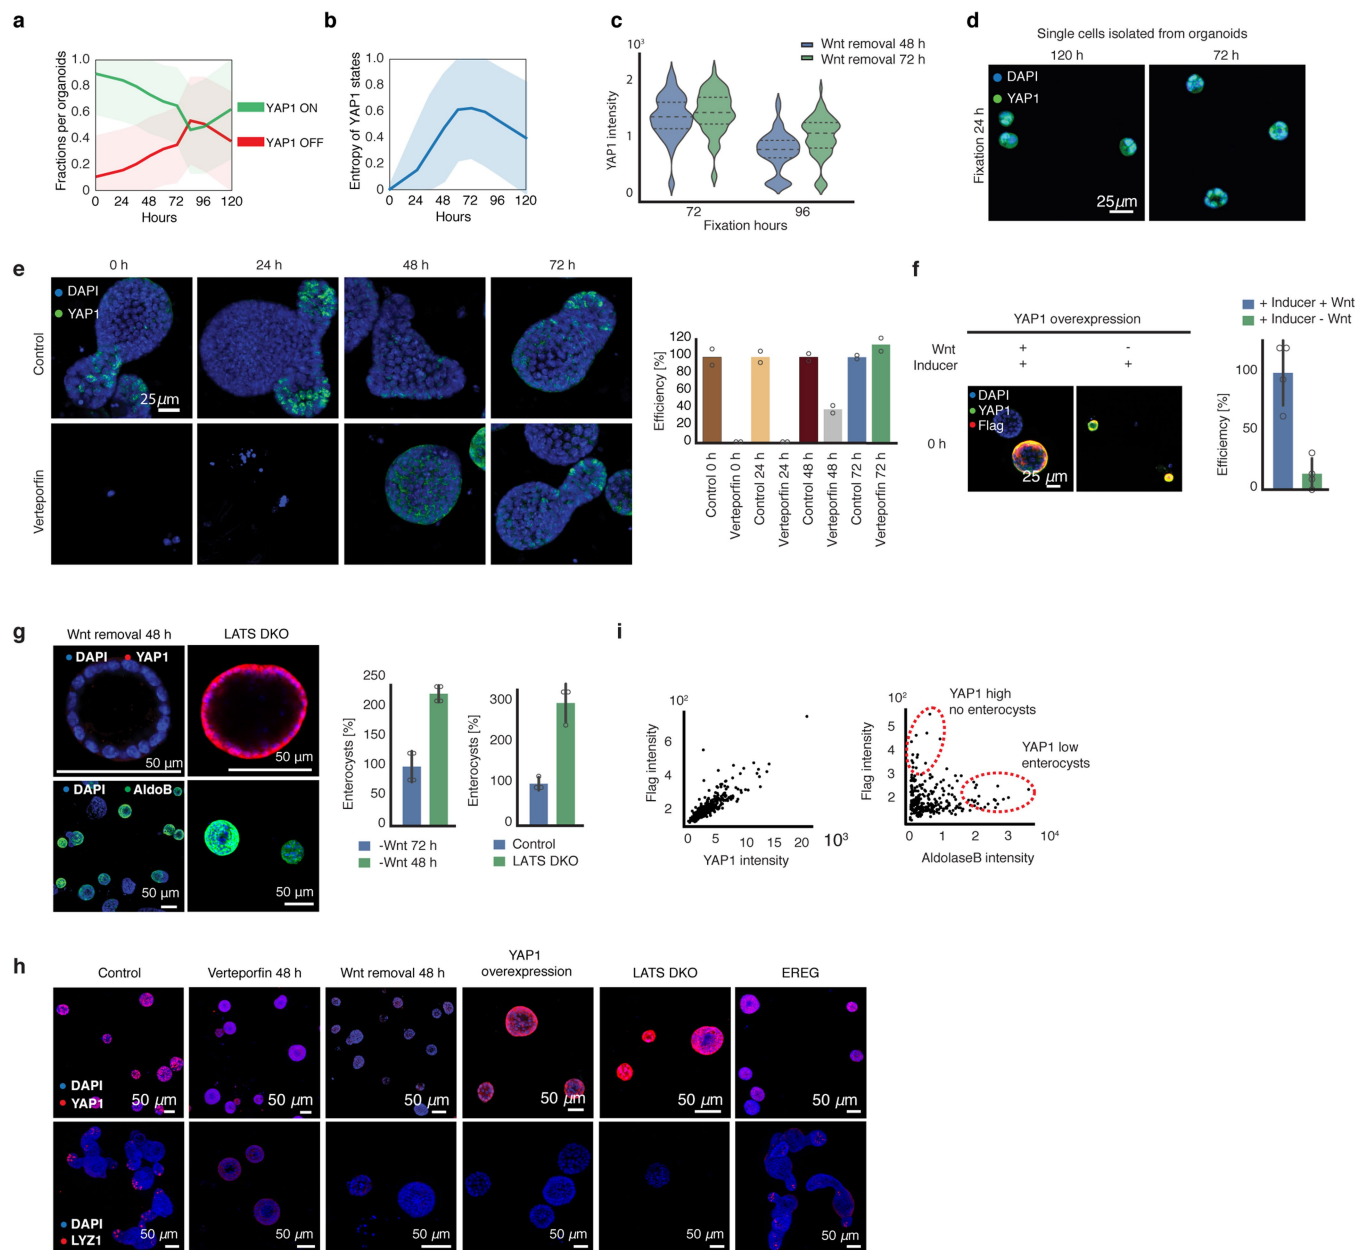 a
Fractions per organoids
1.0
0.8
0.6
0.4
0.2
0
0 24 48 72 96 120
Hours
YAP1 ON
YAP1 OFF
b
Entropy of YAP1 states
1.0
0.8
0.6
0.4
0.2
0
0 24 48 72 96 120
Hours
c
YAP1 intensity
10³
2
1
0
72 96
Fixation hours
Wnt removal 48 h
Wnt removal 72 h
d
Single cells isolated from organoids
120 h 72 h
Fixation 24 h
DAPI
YAP1
25µm
e
0 h 24 h 48 h 72 h
Control
DAPI
YAP1
25µm
Verteporfin
Efficiency [%]
120
100
80
60
40
20
0
Control 0 h
Verteporfin 0 h
Control 24 h
Verteporfin 24 h
Control 48 h
Verteporfin 48 h
Control 72 h
Verteporfin 72 h
f
YAP1 overexpression
Wnt + -
Inducer + +
0 h
DAPI
YAP1
Flag
25 µm
+ Inducer + Wnt
+ Inducer - Wnt
Efficiency [%]
100
50
0
g
Wnt removal 48 h LATS DKO
DAPI YAP1
50 µm
50 µm
DAPI AldoB
50 µm
50 µm
Enterocysts [%]
250
200
150
100
50
0
-Wnt 72 h
-Wnt 48 h
Enterocysts [%]
300
200
100
0
Control
LATS DKO
i
10²
Flag intensity
6
4
2
0 5 10 15 20 10³
YAP1 intensity
10²
Flag intensity
5
4
3
2
0 1 2 3 10⁴
AldolaseB intensity
YAP1 high
no enterocysts
YAP1 low
enterocysts
h
Control
Verteporfin 48 h
Wnt removal 48 h
YAP1
overexpression
LATS DKO
EREG
DAPI
YAP1
50 µm
50 µm
50 µm
50 µm
50 µm
50 µm
DAPI
LYZ1
50 µm
50 µm
50 µm
50 µm
50 µm
50 µm